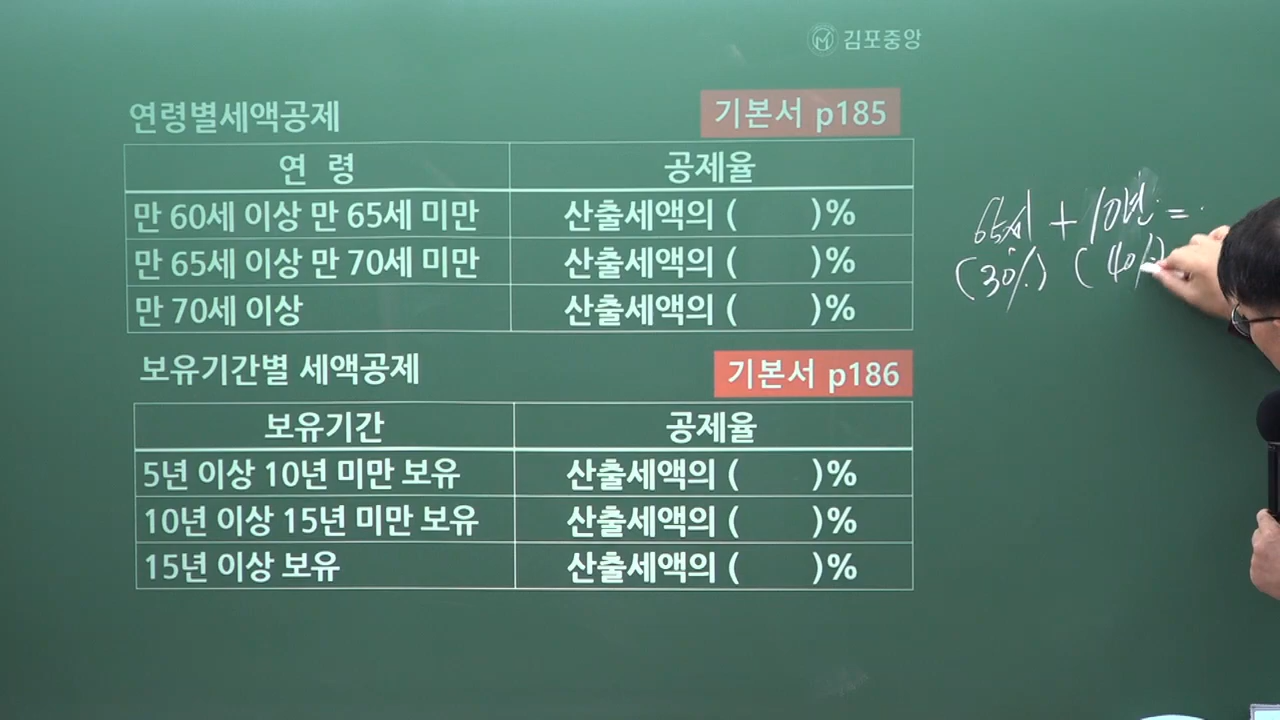 김포중앙
연령별세액공제
기본서 p185
연 령 공제율
만 60세 이상 만 65세 미만 산출세액의 ( )%
만 65세 이상 만 70세 미만 산출세액의 ( )%
만 70세 이상 산출세액의 ( )%
보유기간별 세액공제
기본서 p186
보유기간 공제율
5년 이상 10년 미만 보유 산출세액의 ( )%
10년 이상 15년 미만 보유 산출세액의 ( )%
15년 이상 보유 산출세액의 ( )%
65세 + 10년 =
(30%) (40%)